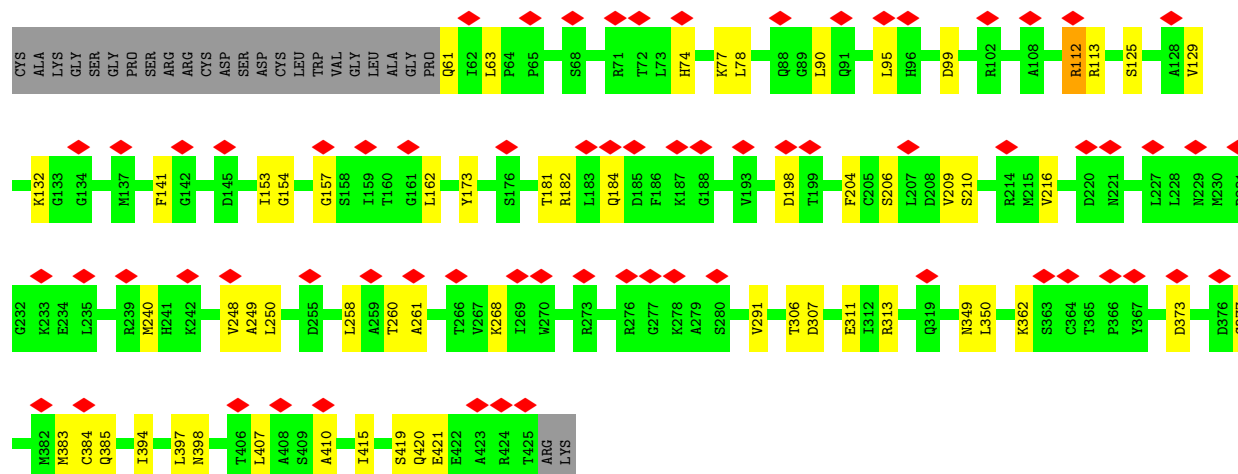 CYS ALA LYS GLY SER GLY PRO SER ARG ARG CYS ASP SER ASP CYS LEU TRP VAL GLY LEU ALA GLY PRO Q61 I62 L63 P64 P65 S68 R71 T72 L73 H74 K77 L78 Q88 G89 L90 Q91 L95 H96 D99 R102 A108 R112 R113 S125 A128 V129
K132 G133 G134 M137 F141 G142 D145 I153 G154 G157 S158 I159 T160 G161 L162 Y173 S176 T181 R182 L183 Q184 D185 F186 K187 G188 V193 D198 T199 F204 C205 S206 L207 D208 V209 S210 R214 M215 V216 D220 N221 L227 L228 N229 M230
G232 K233 E234 L235 R239 M240 H241 K242 V248 A249 L250 D255 L258 A259 T260 A261 T266 V267 K268 I269 W270 R273 R276 G277 K278 A279 S280 V291 T306 D307 E311 I312 R313 Q319 N349 L350 K362 S363 C364 T365 P366 Y367 D373 D376
M382 M383 C384 Q385 I394 L397 N398 T406 L407 A408 S409 A410 I415 S419 Q420 E421 E422 A423 R424 T425 ARG LYS